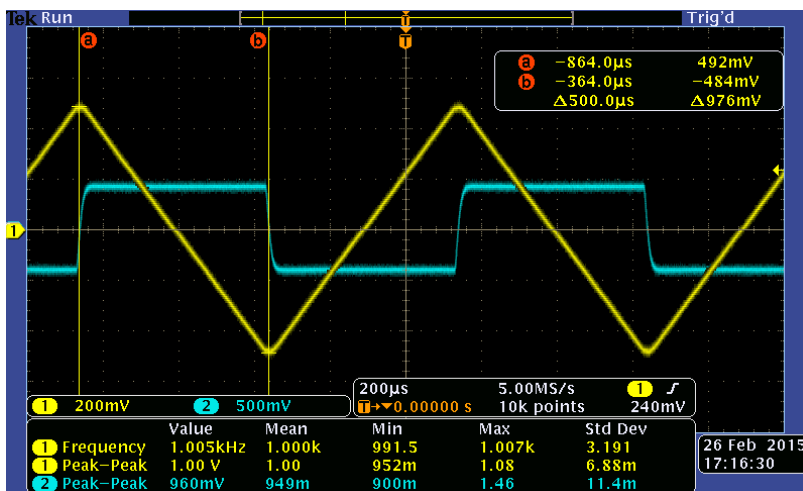 Tek Run Trig'd
a b T
T
a −864.0µs 492mV
b −364.0µs −484mV
Δ500.0µs Δ976mV
1
1 200mV 2 500mV
200µs 5.00MS/s 1
T→▼0.00000 s 10k points 240mV
Value Mean Min Max Std Dev
1 Frequency 1.005kHz 1.000k 991.5 1.007k 3.191
1 Peak−Peak 1.00 V 1.00 952m 1.08 6.88m
2 Peak−Peak 960mV 949m 900m 1.46 11.4m
26 Feb 2015
17:16:30